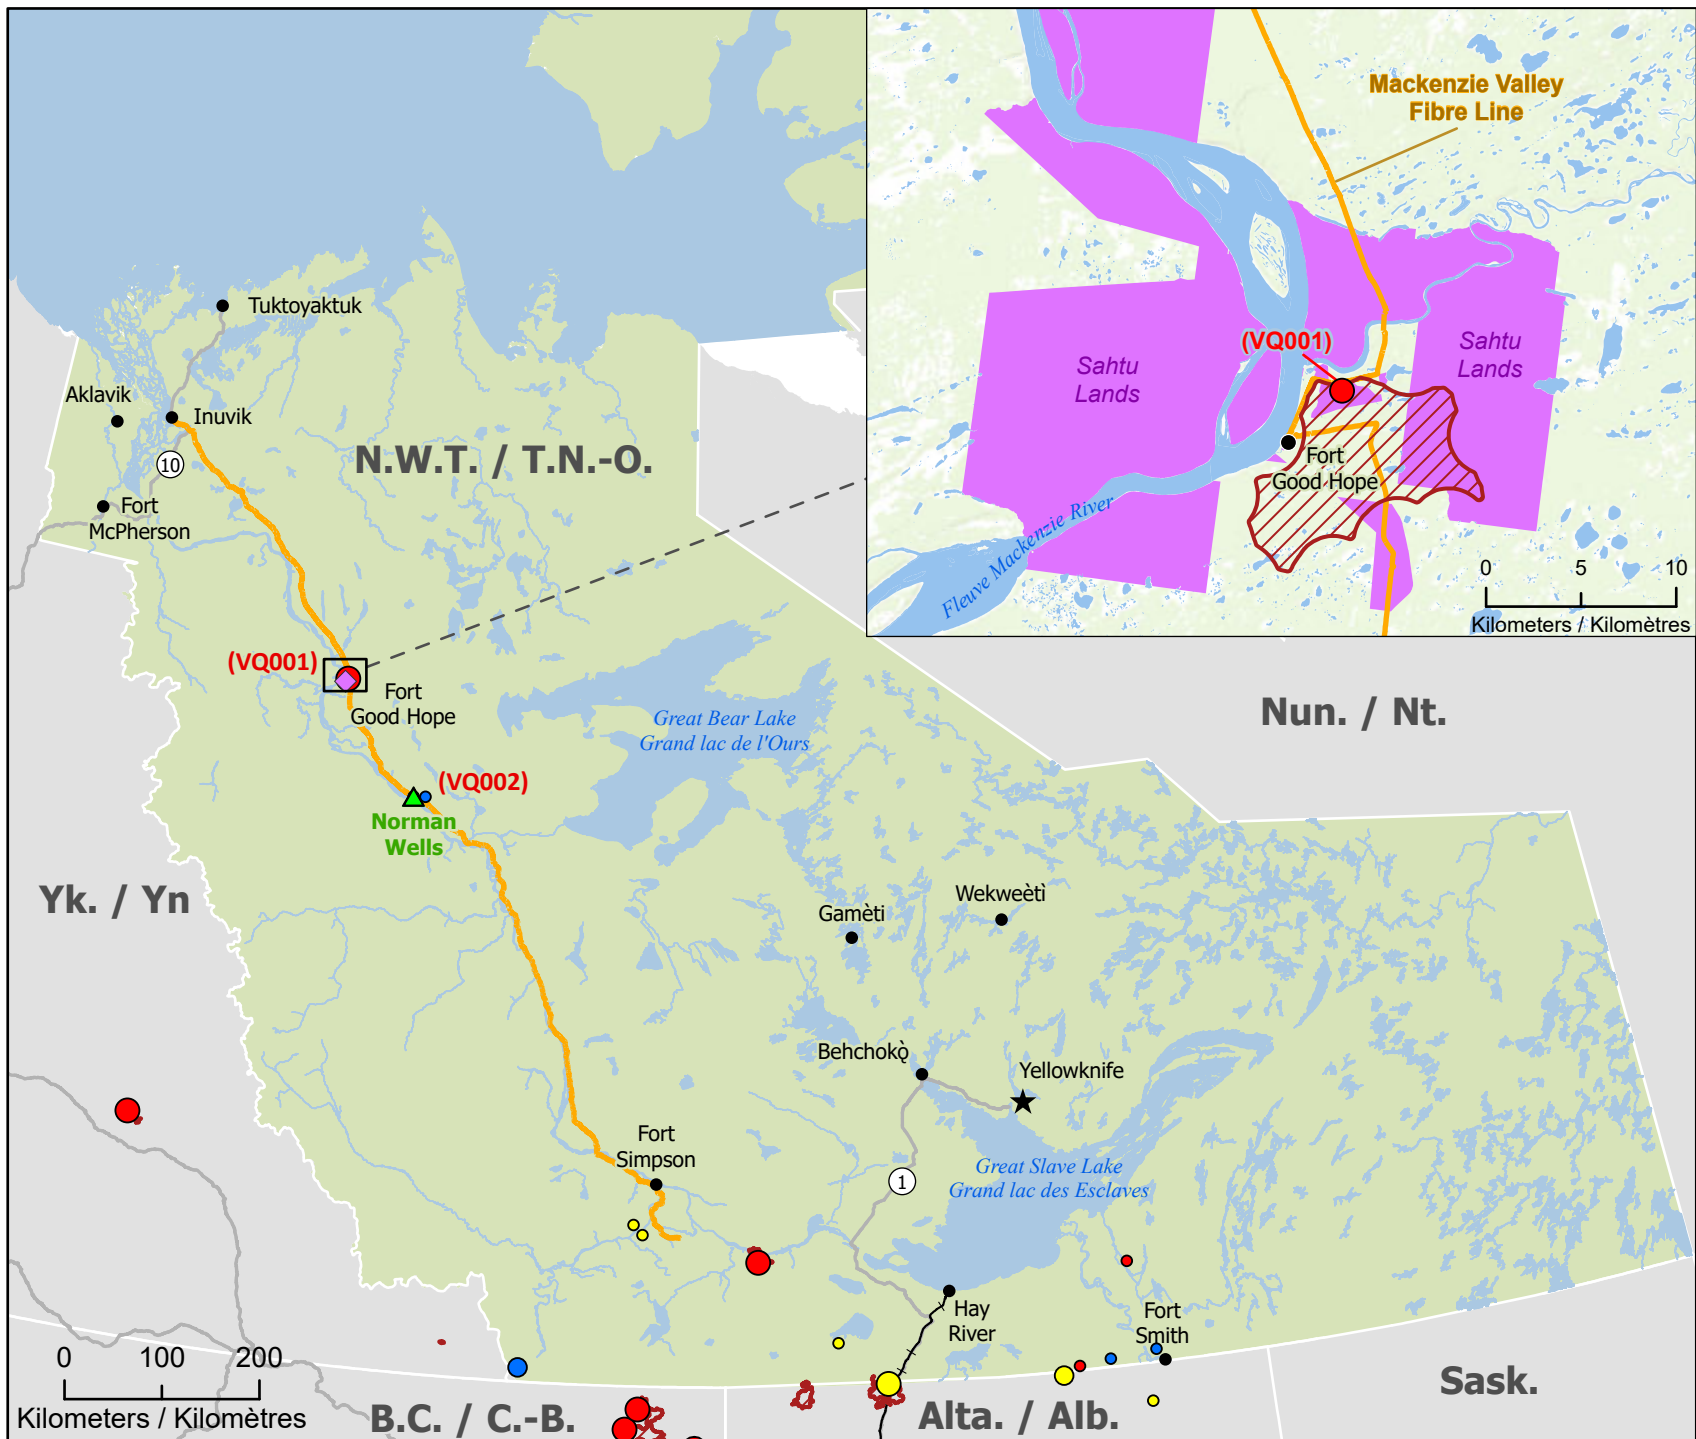 Mackenzie Valley
Fibre Line
(VQ001)
Sahtu
Lands
Sahtu
Lands
Fort
Good Hope
Fleuve Mackenzie River
0 5 10
Kilometers / Kilomètres
Tuktoyaktuk
Aklavik
Inuvik
10
N.W.T. / T.N.-O.
Fort
McPherson
(VQ001)
Fort
Good Hope
Great Bear Lake
Grand lac de l'Ours
Nun. / Nt.
(VQ002)
Norman
Wells
Yk. / Yn
Wekweètì
Gamèti
Behchokǫ̀
Yellowknife
Fort
Simpson
Great Slave Lake
Grand lac des Esclaves
1
Hay
River
Fort
Smith
0 100 200
Kilometers / Kilomètres
B.C. / C.-B.
Alta. / Alb.
Sask.